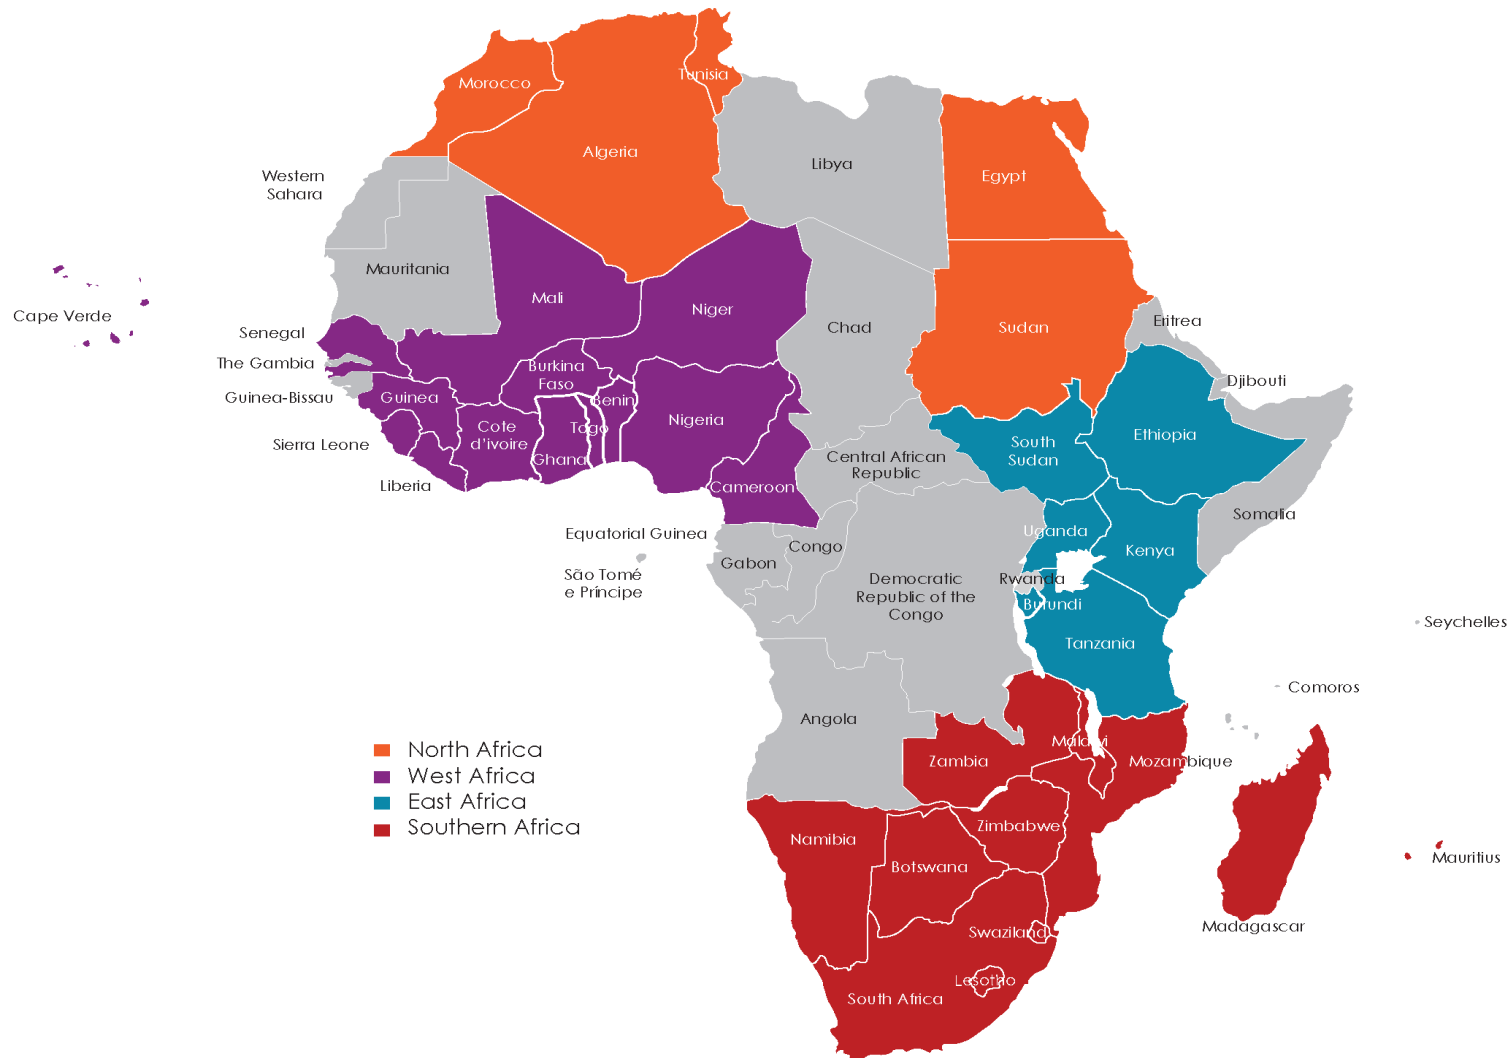 Morocco
Tunisia
Algeria
Libya
Egypt
Western
Sahara
Mauritania
Mali
Niger
Chad
Sudan
Eritrea
Cape Verde
Senegal
The Gambia
Guinea-Bissau
Guinea
Sierra Leone
Liberia
Burkina
Faso
Benin
Cote
d'ivoire
Togo
Ghana
Nigeria
Cameroon
Central African
Republic
South
Sudan
Ethiopia
Djibouti
Somalia
Equatorial Guinea
São Tomé
e Príncipe
Gabon
Congo
Democratic
Republic of the
Congo
Uganda
Kenya
Rwanda
Burundi
Tanzania
Seychelles
Comoros
Angola
Zambia
Malawi
Mozambique
Zimbabwe
Namibia
Botswana
Swaziland
Lesotho
South Africa
Madagascar
Mauritius
North Africa
West Africa
East Africa
Southern Africa